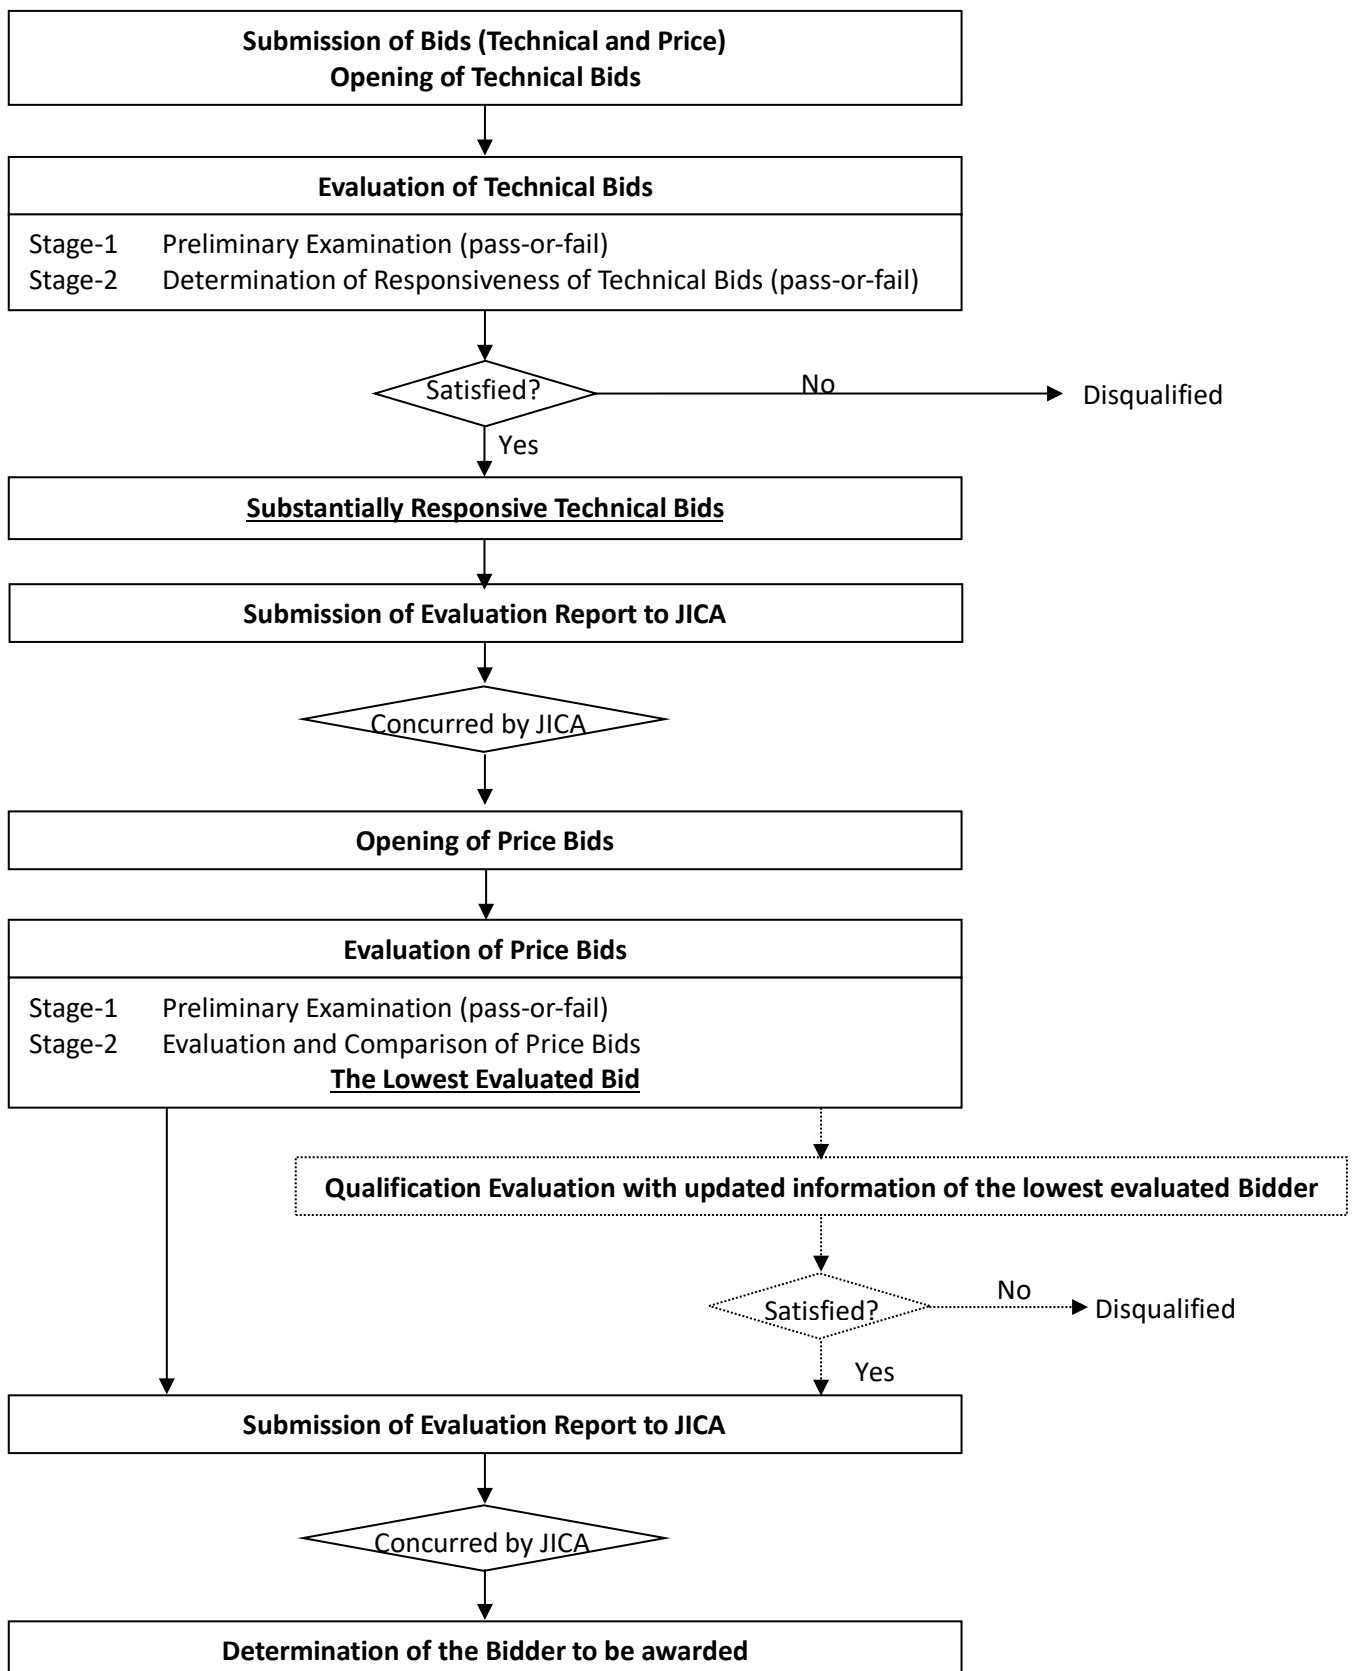 Submission of Bids (Technical and Price)
Opening of Technical Bids
Evaluation of Technical Bids
Stage-1 Preliminary Examination (pass-or-fail)
Stage-2 Determination of Responsiveness of Technical Bids (pass-or-fail)
Satisfied?
No
Disqualified
Yes
Substantially Responsive Technical Bids
Submission of Evaluation Report to JICA
Concurred by JICA
Opening of Price Bids
Evaluation of Price Bids
Stage-1 Preliminary Examination (pass-or-fail)
Stage-2 Evaluation and Comparison of Price Bids
The Lowest Evaluated Bid
Qualification Evaluation with updated information of the lowest evaluated Bidder
Satisfied?
No
Disqualified
Yes
Submission of Evaluation Report to JICA
Concurred by JICA
Determination of the Bidder to be awarded